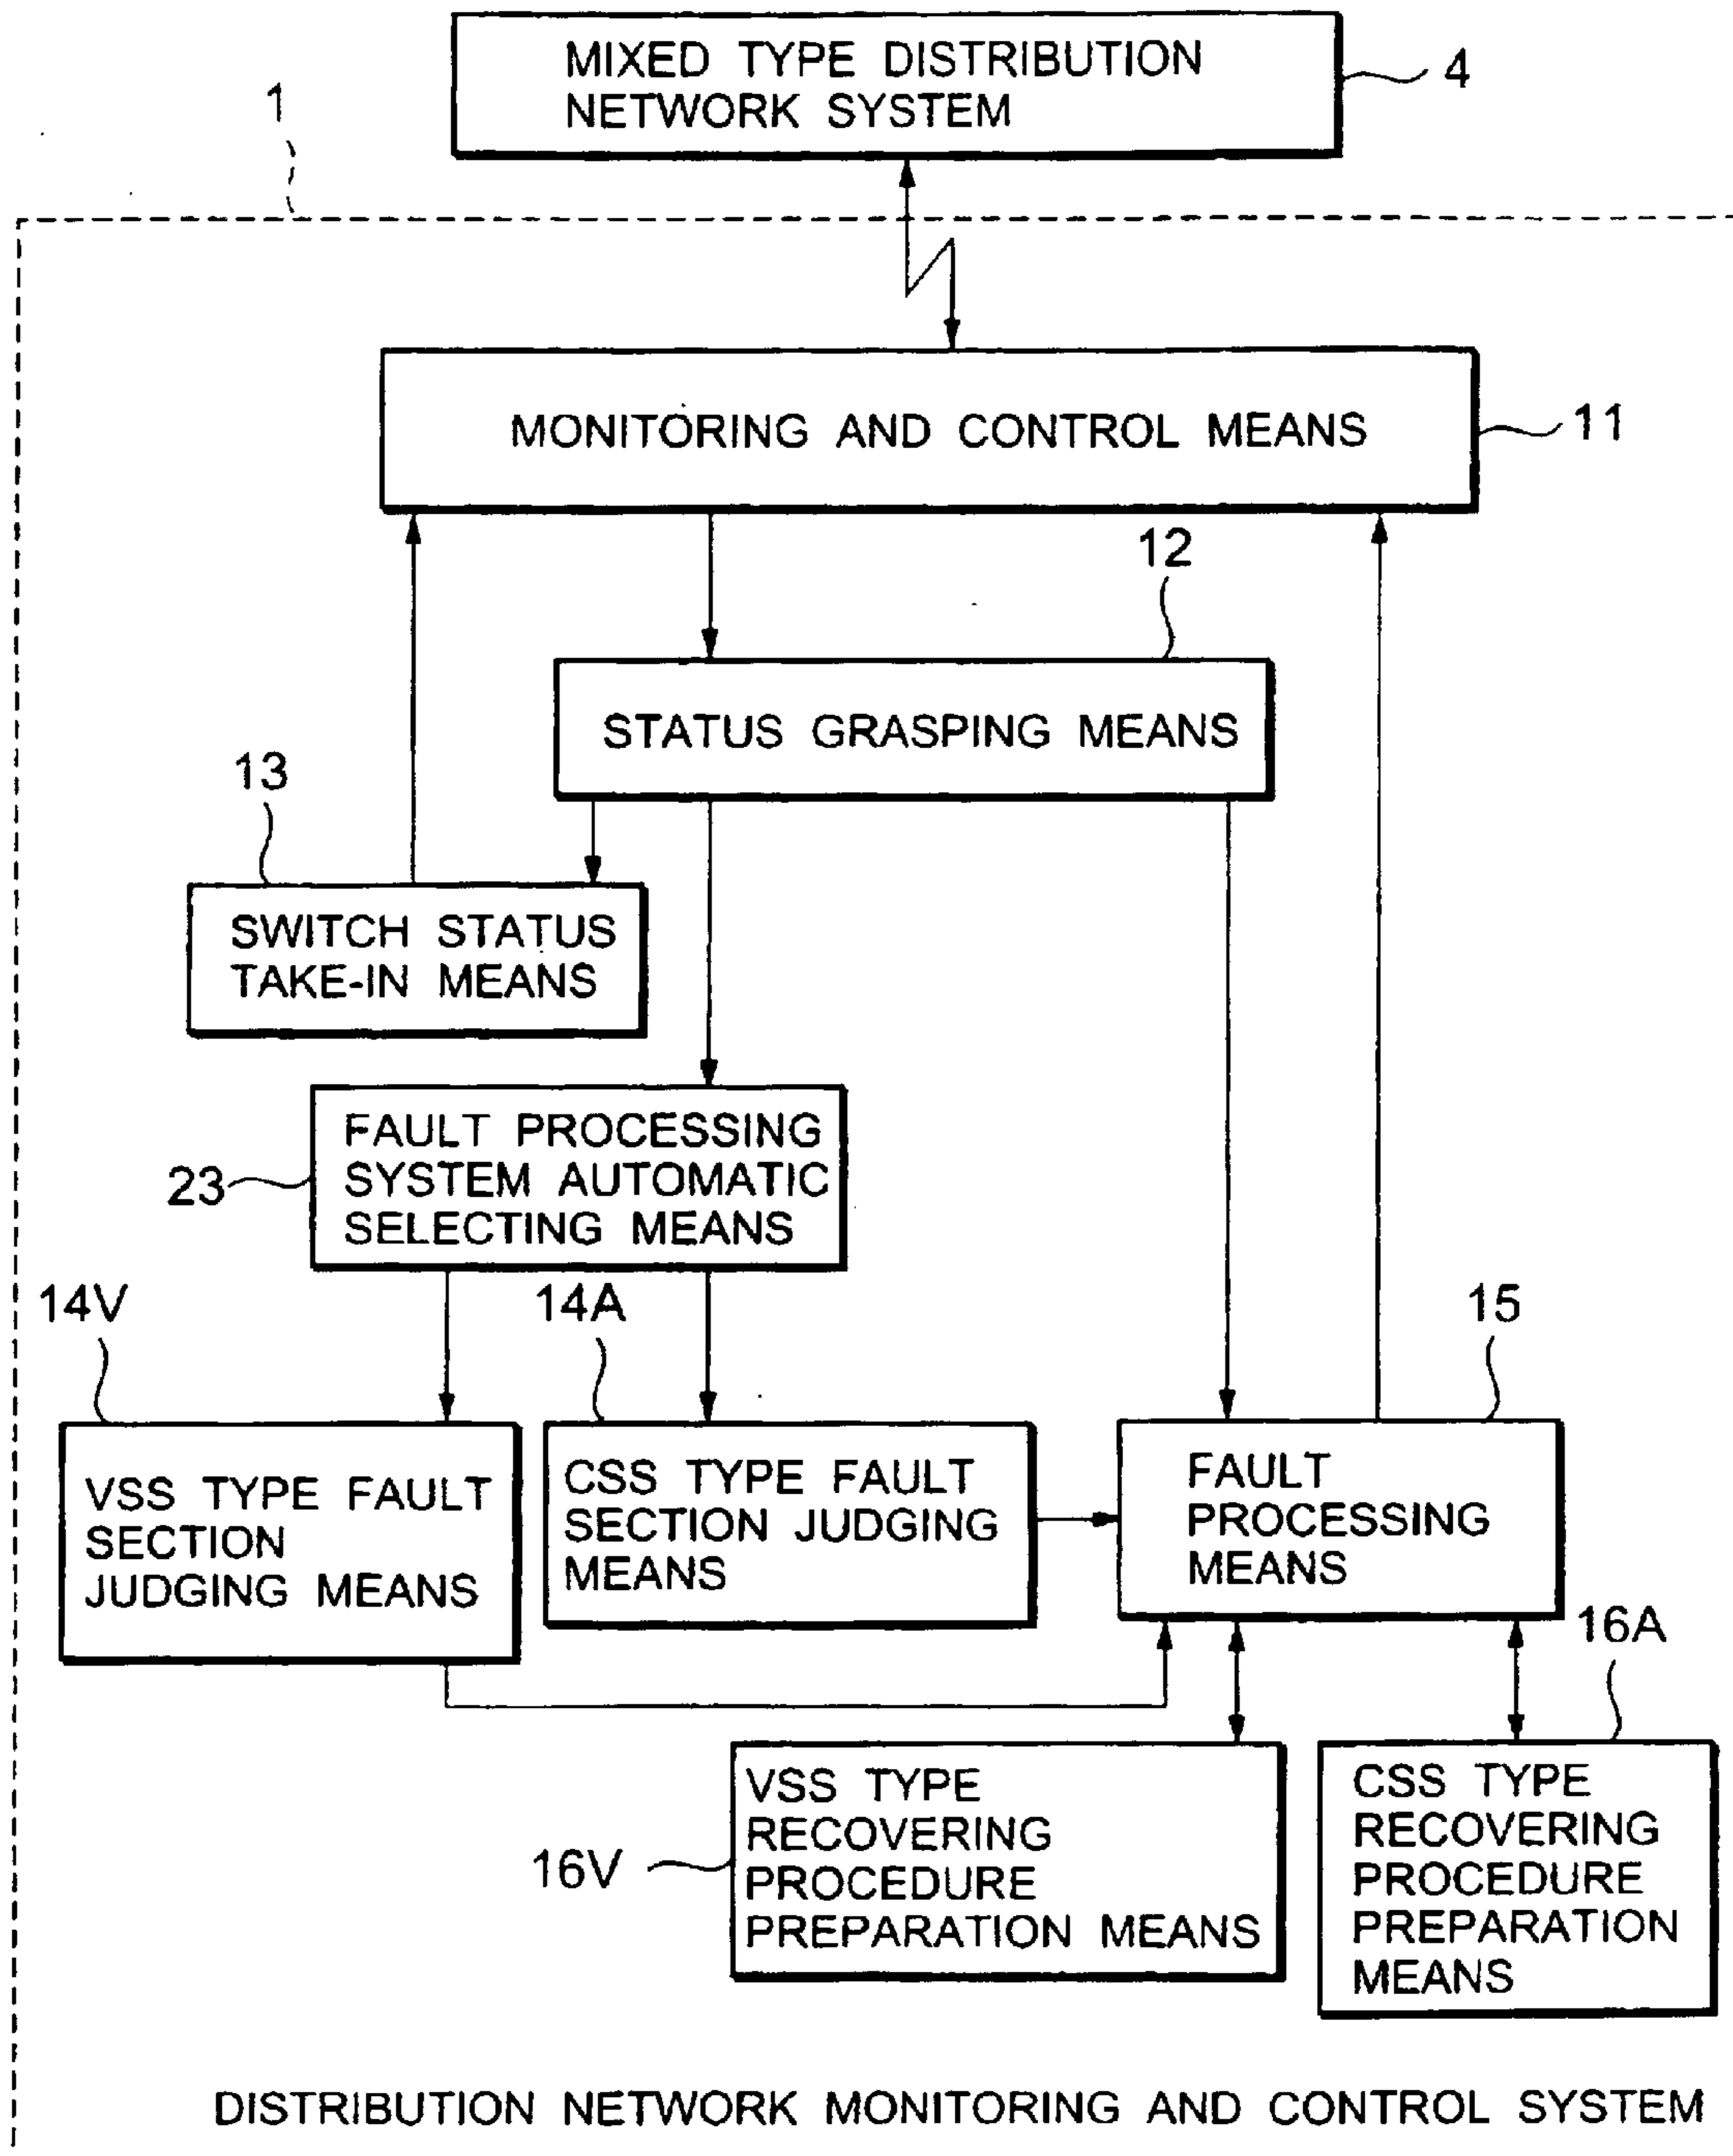 MIXED TYPE DISTRIBUTION
NETWORK SYSTEM
4
1
MONITORING AND CONTROL MEANS
11
12
STATUS GRASPING MEANS
13
SWITCH STATUS
TAKE-IN MEANS
FAULT PROCESSING
SYSTEM AUTOMATIC
SELECTING MEANS
23
14V
14A
15
VSS TYPE FAULT
SECTION
JUDGING MEANS
CSS TYPE FAULT
SECTION JUDGING
MEANS
FAULT
PROCESSING
MEANS
16A
VSS TYPE
RECOVERING
PROCEDURE
PREPARATION MEANS
16V
CSS TYPE
RECOVERING
PROCEDURE
PREPARATION
MEANS
DISTRIBUTION NETWORK MONITORING AND CONTROL SYSTEM